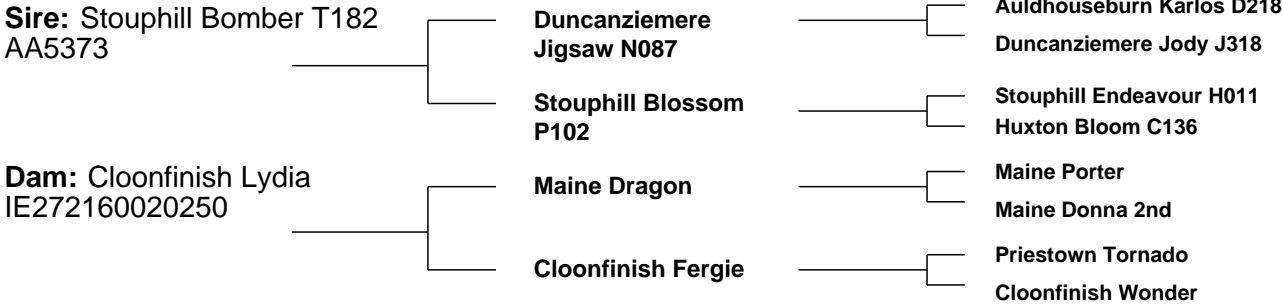 Sire: Stouphill Bomber T182
AA5373
Duncanziemere
Jigsaw N087
Auldhouseburn Karlos D218
Duncanziemere Jody J318
Stouphill Blossom
P102
Stouphill Endeavour H011
Huxton Bloom C136
Dam: Cloonfinish Lydia
IE272160020250
Maine Dragon
Maine Porter
Maine Donna 2nd
Cloonfinish Fergie
Priestown Tornado
Cloonfinish Wonder